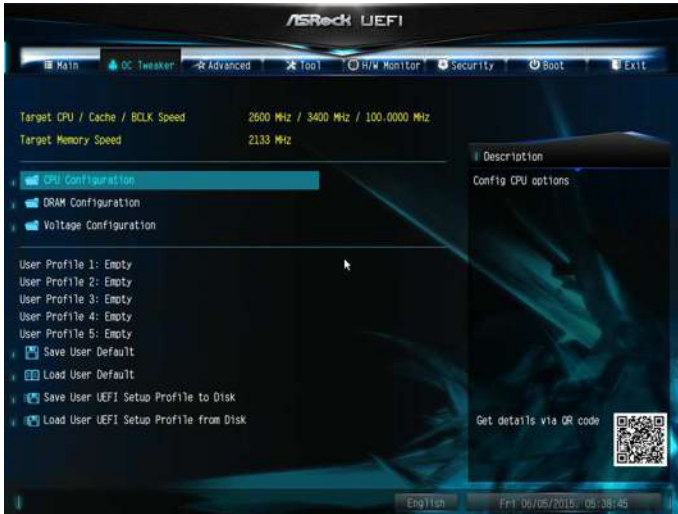 ASRock UEFI
Main OC Tweaker Advanced Tool H/W Monitor Security Boot Exit
Target CPU / Cache / BCLK Speed 2600 MHz / 3400 MHz / 100.0000 MHz
Target Memory Speed 2133 MHz
Description
CPU Configuration
Config CPU options
DRAM Configuration
Voltage Configuration
User Profile 1: Empty
User Profile 2: Empty
User Profile 3: Empty
User Profile 4: Empty
User Profile 5: Empty
Save User Default
Load User Default
Save User UEFI Setup Profile to Disk
Load User UEFI Setup Profile from Disk
Get details via QR code
English
Fri 06/05/2015, 05:38:45